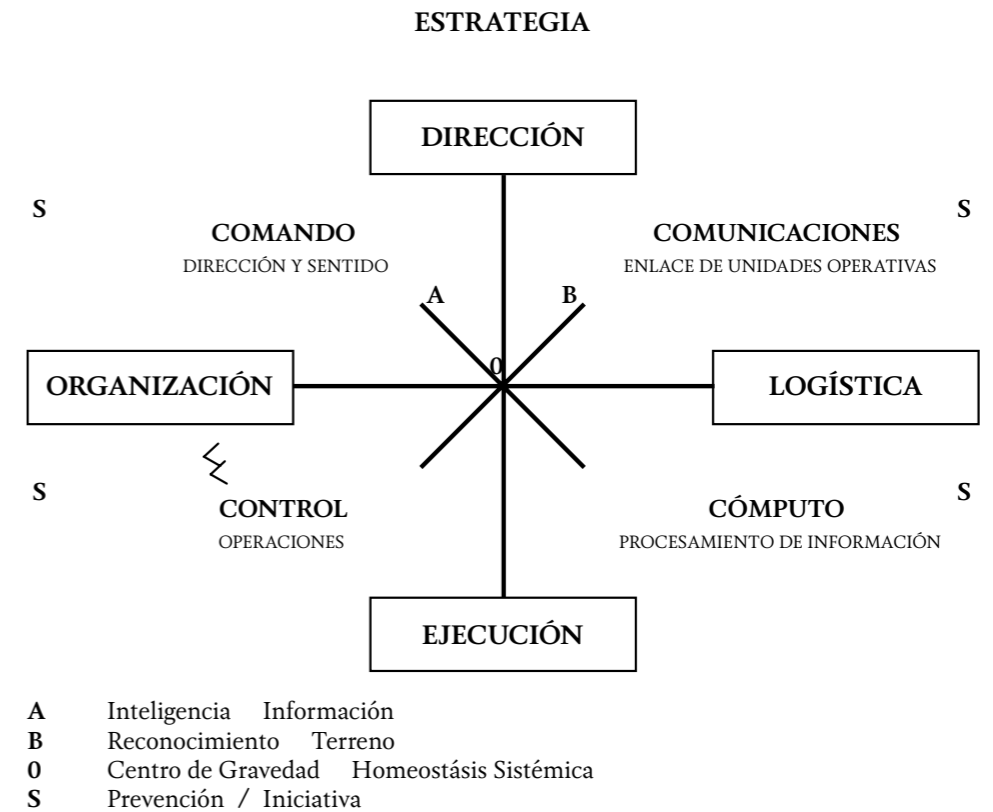 ESTRATEGIA
DIRECCIÓN
S
S
COMANDO
COMUNICACIONES
DIRECCIÓN Y SENTIDO
ENLACE DE UNIDADES OPERATIVAS
A
B
0
ORGANIZACIÓN
LOGÍSTICA
S
S
CONTROL
CÓMPUTO
OPERACIONES
PROCESAMIENTO DE INFORMACIÓN
EJECUCIÓN
A Inteligencia Información
B Reconocimiento Terreno
0 Centro de Gravedad Homeostásis Sistémica
S Prevención / Iniciativa